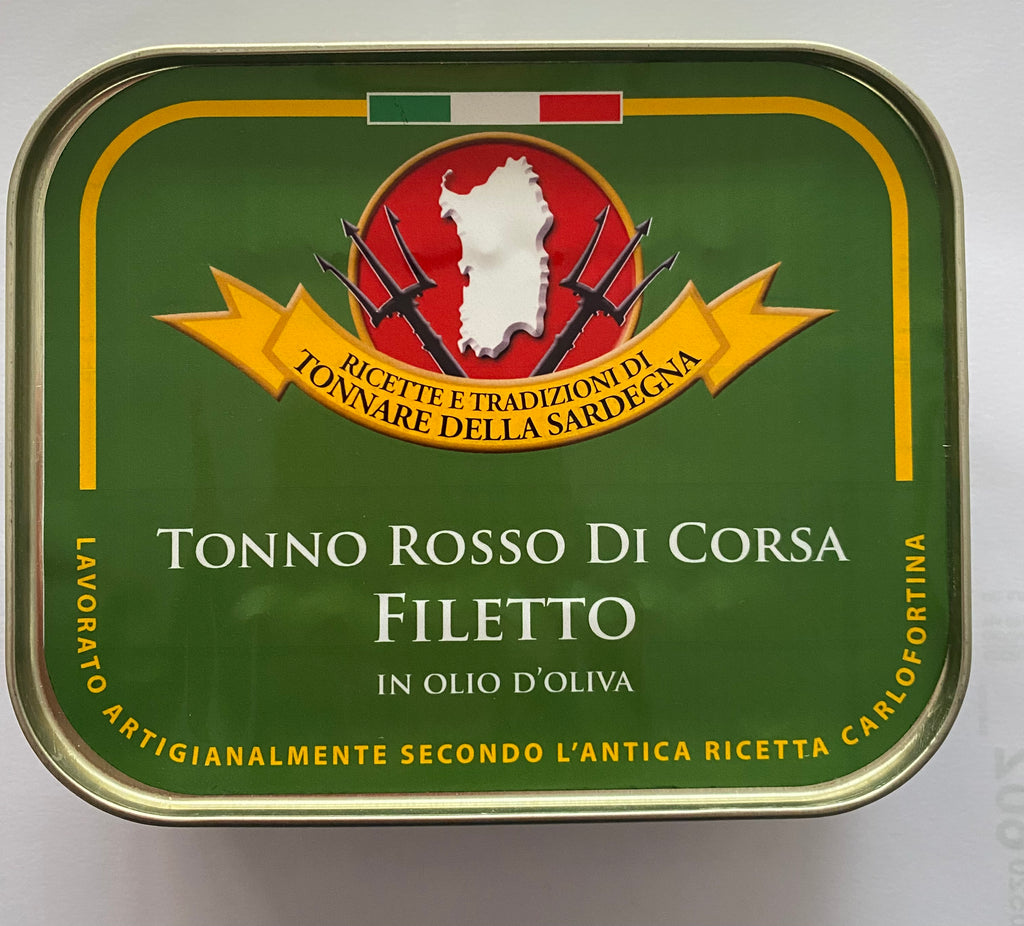 RICETTE E TRADIZIONI DI
TONNARE DELLA SARDEGNA
TONNO ROSSO DI CORSA
FILETTO
IN OLIO D'OLIVA
LAVORATO ARTIGIANALMENTE SECONDO L'ANTICA RICETTA CARLOFORTINA